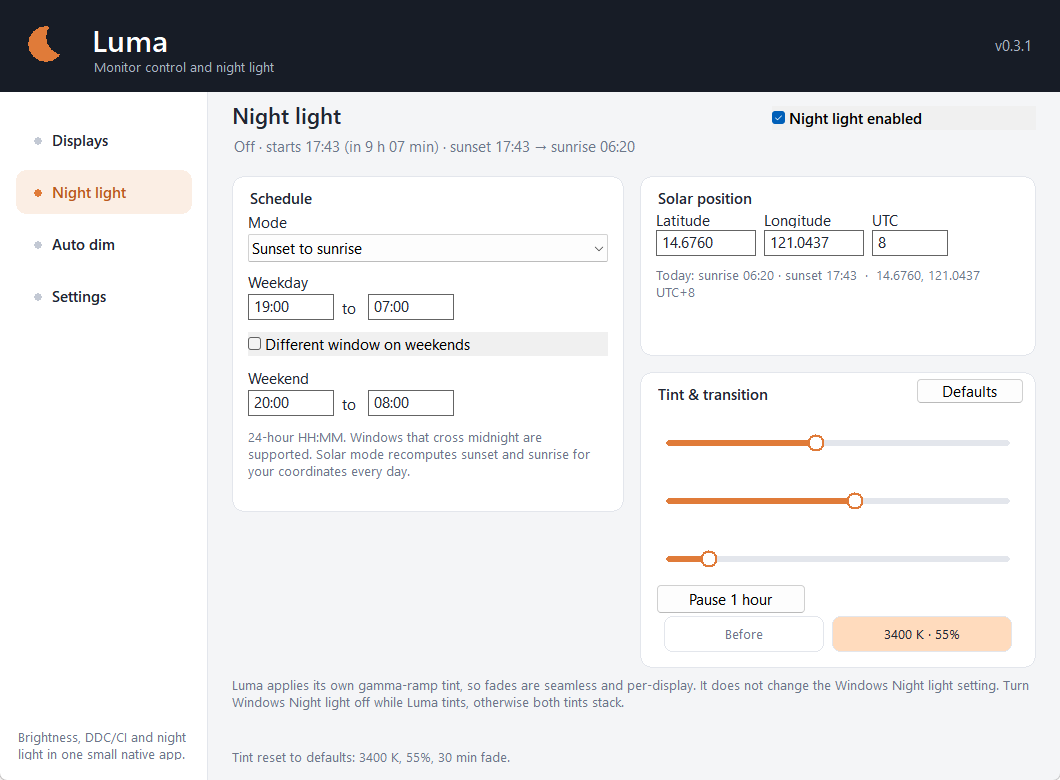 Luma
Monitor control and night light
v0.3.1
Displays
Night light
Auto dim
Settings
Brightness, DDC/CI and night
light in one small native app.
Night light
Night light enabled
Off · starts 17:43 (in 9 h 07 min) · sunset 17:43 → sunrise 06:20
Schedule
Mode
Sunset to sunrise
Weekday
19:00 to 07:00
Different window on weekends
Weekend
20:00 to 08:00
24-hour HH:MM. Windows that cross midnight are
supported. Solar mode recomputes sunset and sunrise for
your coordinates every day.
Solar position
Latitude Longitude UTC
14.6760 121.0437 8
Today: sunrise 06:20 · sunset 17:43 · 14.6760, 121.0437
UTC+8
Tint & transition
Defaults
Pause 1 hour
Before
3400 K · 55%
Luma applies its own gamma-ramp tint, so fades are seamless and per-display. It does not change the Windows Night light setting. Turn
Windows Night light off while Luma tints, otherwise both tints stack.
Tint reset to defaults: 3400 K, 55%, 30 min fade.